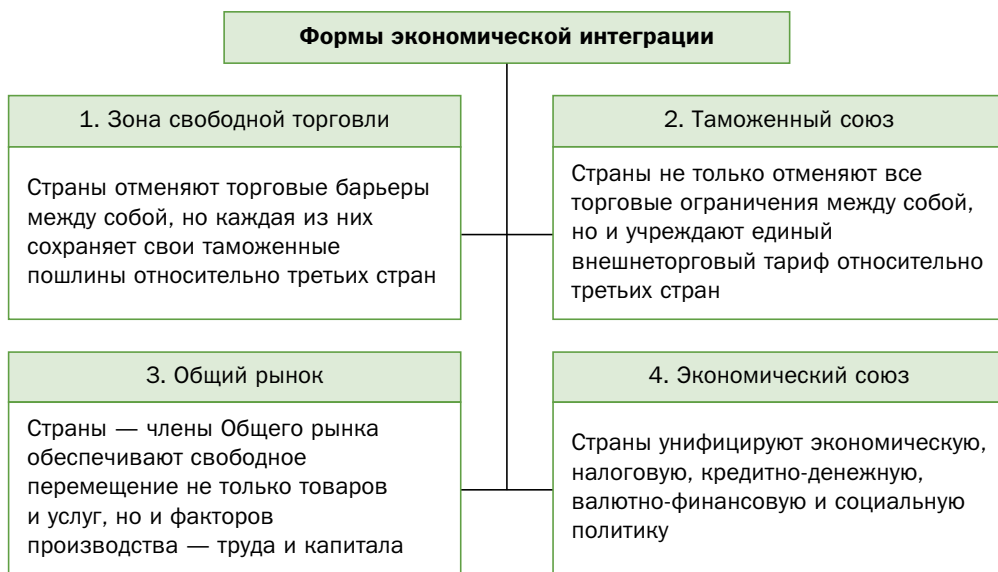 Формы экономической интеграции
1. Зона свободной торговли
Страны отменяют торговые барьеры
между собой, но каждая из них
сохраняет свои таможенные
пошлины относительно третьих стран
2. Таможенный союз
Страны не только отменяют все
торговые ограничения между собой,
но и учреждают единый
внешнеторговый тариф относительно
третьих стран
3. Общий рынок
Страны — члены Общего рынка
обеспечивают свободное
перемещение не только товаров
и услуг, но и факторов
производства — труда и капитала
4. Экономический союз
Страны унифицируют экономическую,
налоговую, кредитно-денежную,
валютно-финансовую и социальную
политику